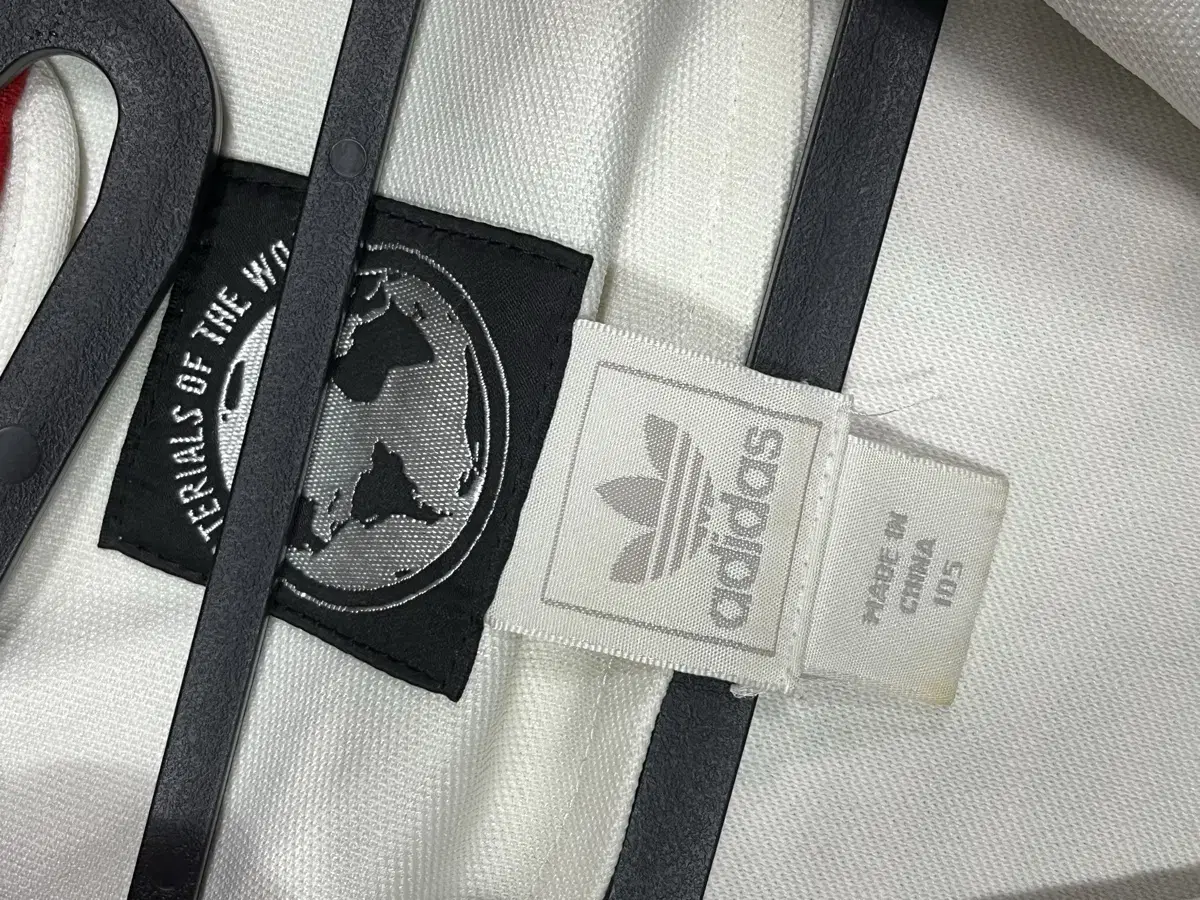 TERIALS OF THE WO
adidas
MADE IN
CHINA
105